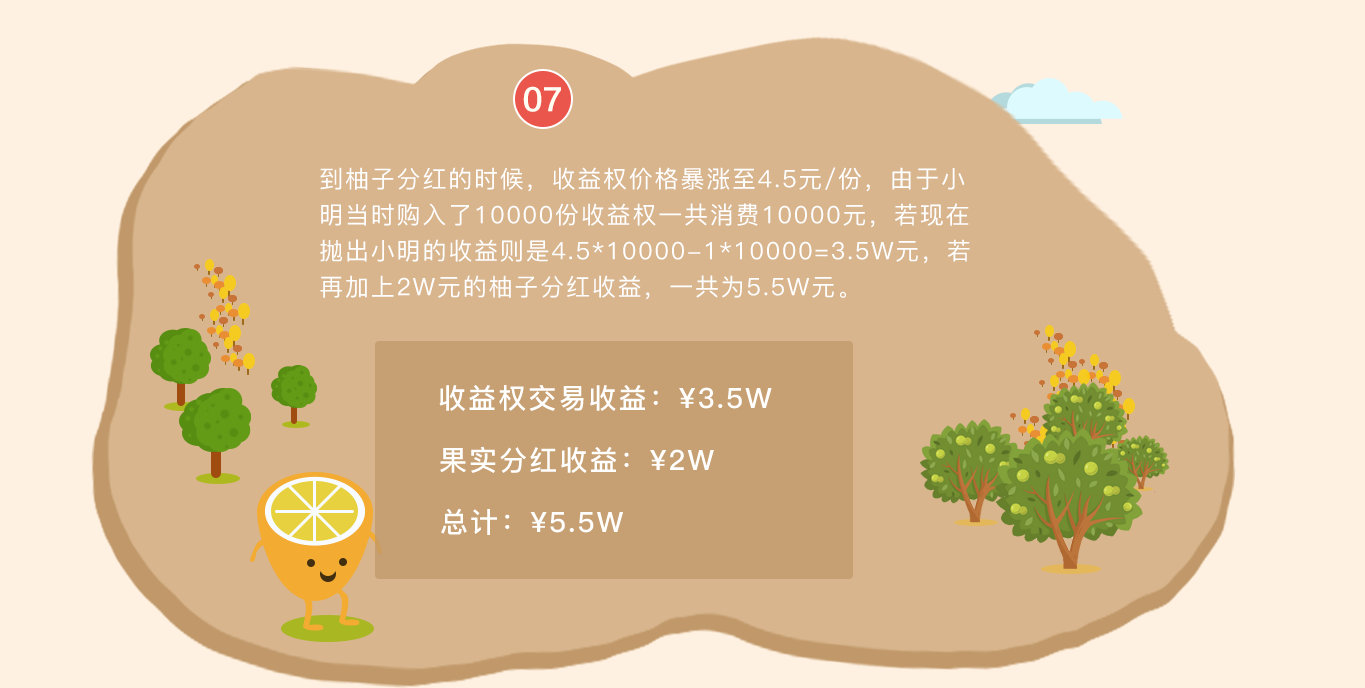 07
到柚子分红的时候，收益权价格暴涨至4.5元/份，由于小
明当时购入了10000份收益权一共消费10000元，若现在
抛出小明的收益则是4.5*10000-1*10000=3.5W元，若
再加上2W元的柚子分红收益，一共为5.5W元。
收益权交易收益：¥3.5W
果实分红收益：¥2W
总计：¥5.5W